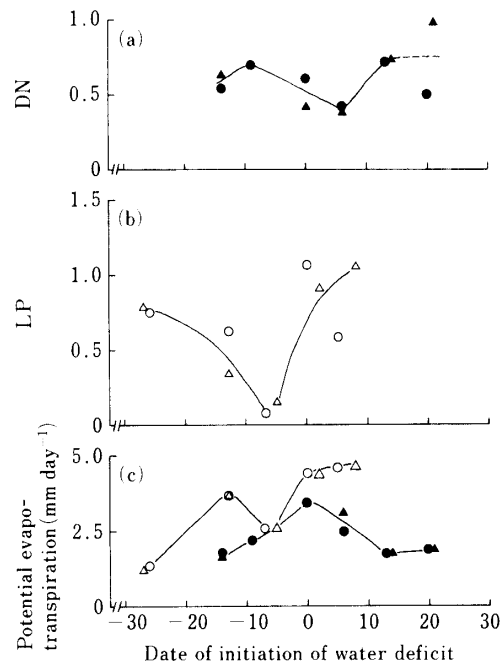 (a)
DN
1.0
0.5
0
(b)
LP
1.5
1.0
0.5
0
(c)
Potential evapo-
transpiration (mm day⁻¹)
5.0
2.5
0
−30 −20 −10 0 10 20 30
Date of initiation of water deficit